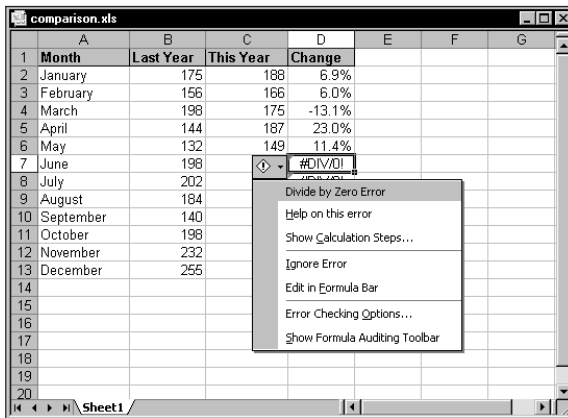 comparison.xls
A B C D E F G
1 Month Last Year This Year Change
2 January 175 188 6.9%
3 February 156 166 6.0%
4 March 198 175 -13.1%
5 April 144 187 23.0%
6 May 132 149 11.4%
7 June 198 #DIV/0!
8 July 202 #DIV/0!
Divide by Zero Error
9 August 184
Help on this error
10 September 140
Show Calculation Steps...
11 October 198
Ignore Error
12 November 232
Edit in Formula Bar
13 December 255
14
Error Checking Options...
15
16
Show Formula Auditing Toolbar
17
18
19
20
Sheet1